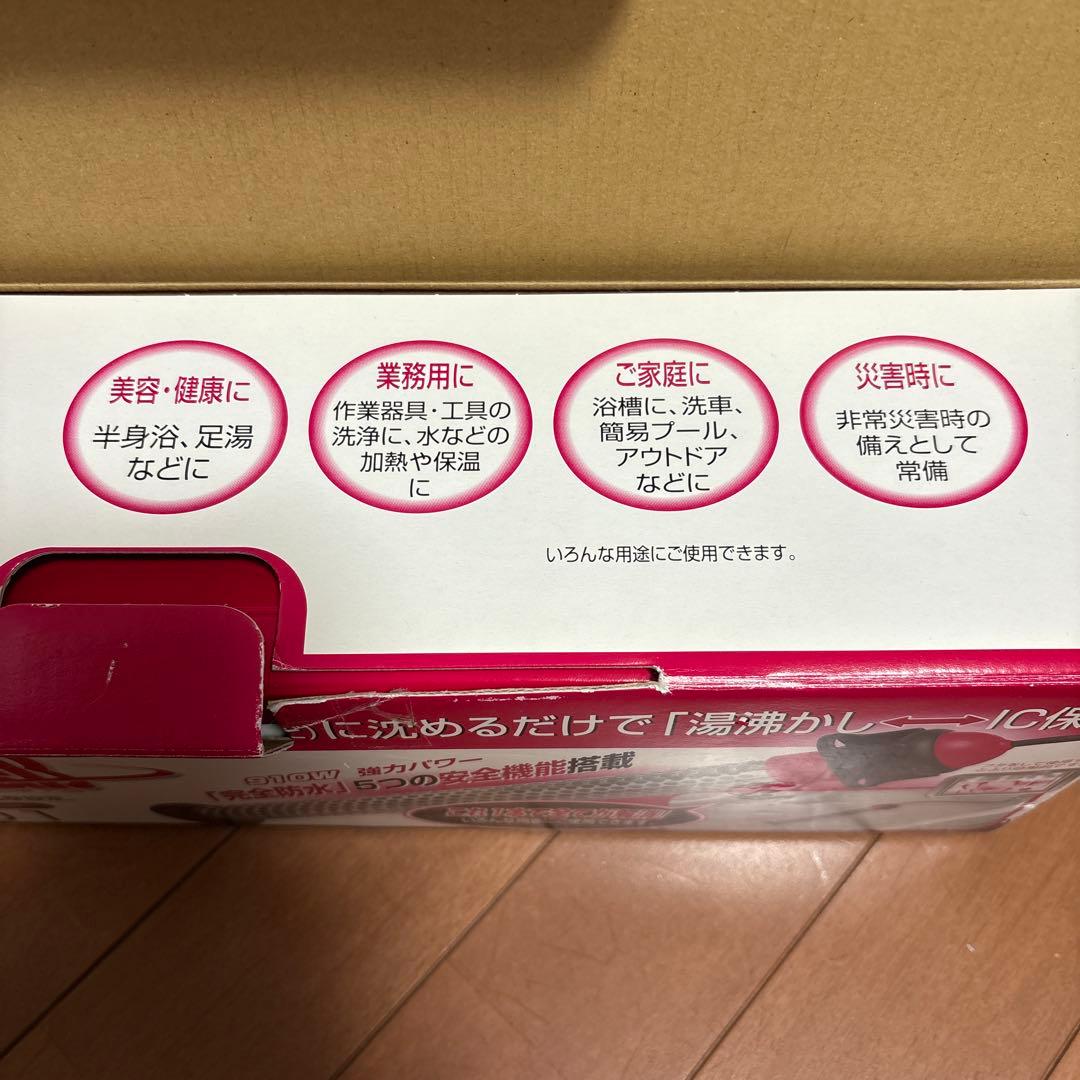 美容・健康に
半身浴、足湯
などに
業務用に
作業器具・工具の
洗浄に、水などの
加熱や保温
に
ご家庭に
浴槽に、洗車、
簡易プール、
アウトドア
などに
災害時に
非常災害時の
備えとして
常備
いろんな用途にご使用できます。
に沈めるだけで「湯沸かし⟷IC保
910W 強力パワー
「完全防水」5つの安全機能搭載